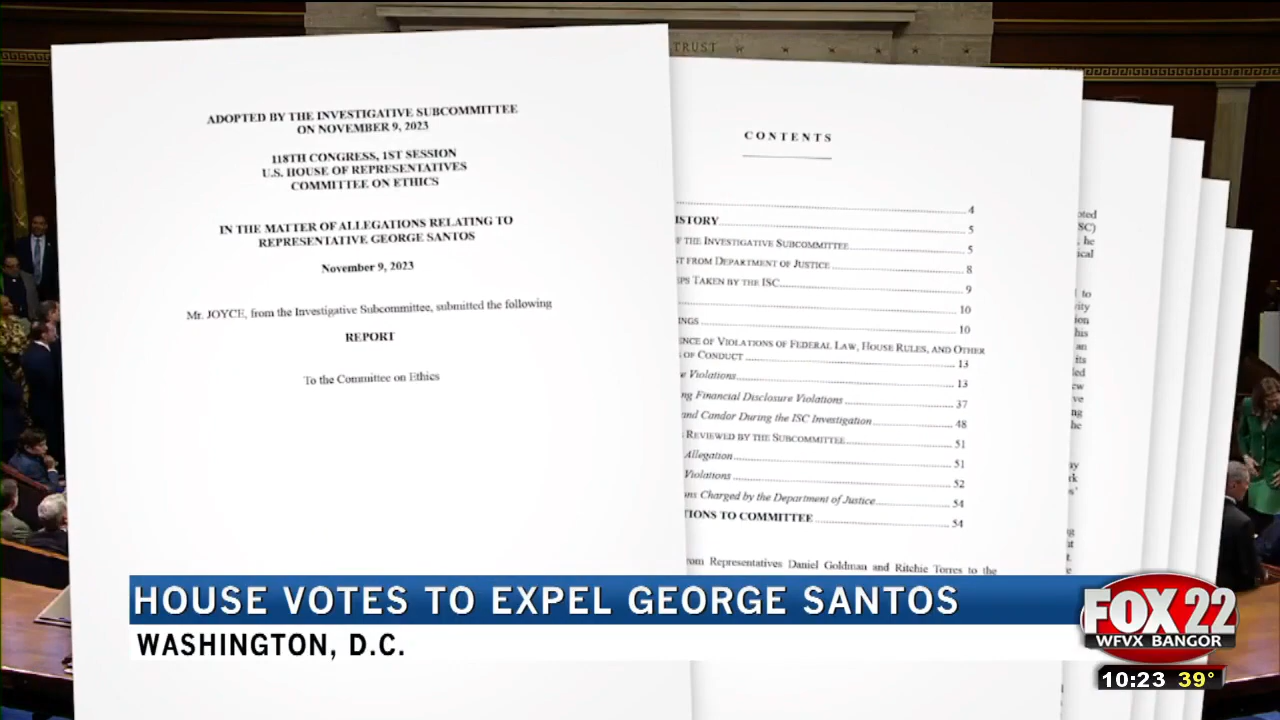 TRUST
ADOPTED BY THE INVESTIGATIVE SUBCOMMITTEE
ON NOVEMBER 9, 2023
118TH CONGRESS, 1ST SESSION
U.S. HOUSE OF REPRESENTATIVES
COMMITTEE ON ETHICS
IN THE MATTER OF ALLEGATIONS RELATING TO
REPRESENTATIVE GEORGE SANTOS
November 9, 2023
Mr. JOYCE, from the Investigative Subcommittee, submitted the following
REPORT
To the Committee on Ethics
CONTENTS
4
ISTORY 5
F THE INVESTIGATIVE SUBCOMMITTEE 5
ST FROM DEPARTMENT OF JUSTICE 8
EPS TAKEN BY THE ISC 9
10
NGS 10
ENCE OF VIOLATIONS OF FEDERAL LAW, HOUSE RULES, AND OTHER
OF CONDUCT 13
e Violations 13
ng Financial Disclosure Violations 37
and Candor During the ISC Investigation 48
REVIEWED BY THE SUBCOMMITTEE 51
Allegation 51
Violations 52
ons Charged by the Department of Justice 54
TIONS TO COMMITTEE 54
rom Representatives Daniel Goldman and Ritchie Torres to the
HOUSE VOTES TO EXPEL GEORGE SANTOS
WASHINGTON, D.C.
FOX 22
WFVX BANGOR
10:23 39°